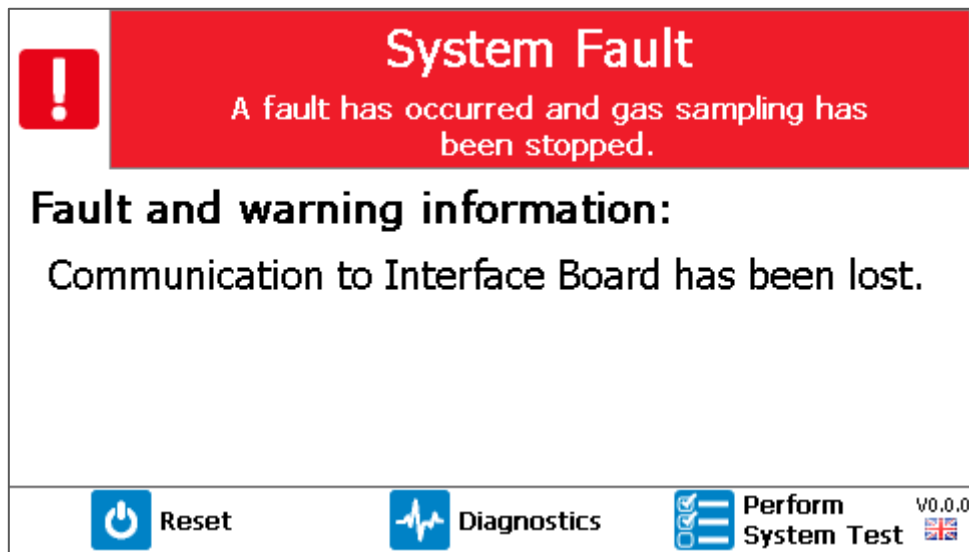 System Fault
A fault has occurred and gas sampling has
been stopped.
Fault and warning information:
Communication to Interface Board has been lost.
Reset
Diagnostics
Perform
System Test
V0.0.0